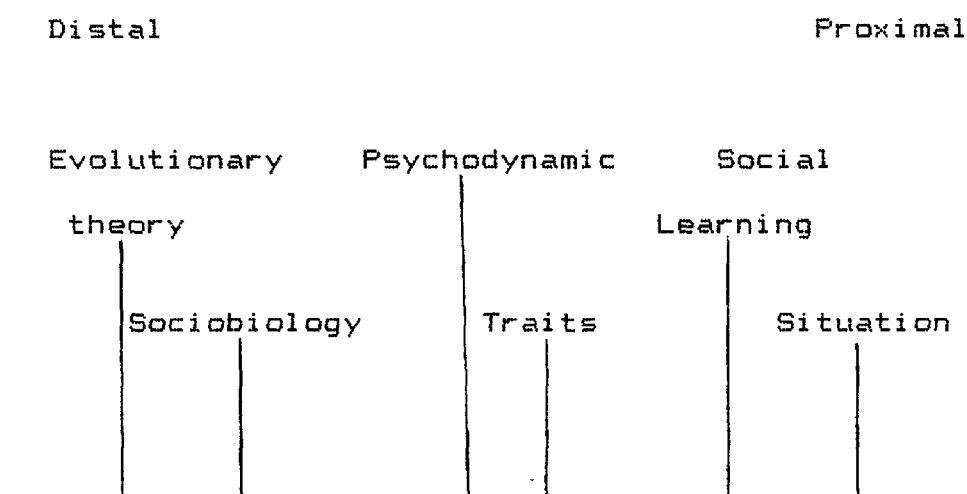 Distal Proximal
Evolutionary Psychodynamic Social
theory Learning
Sociobiology Traits Situation